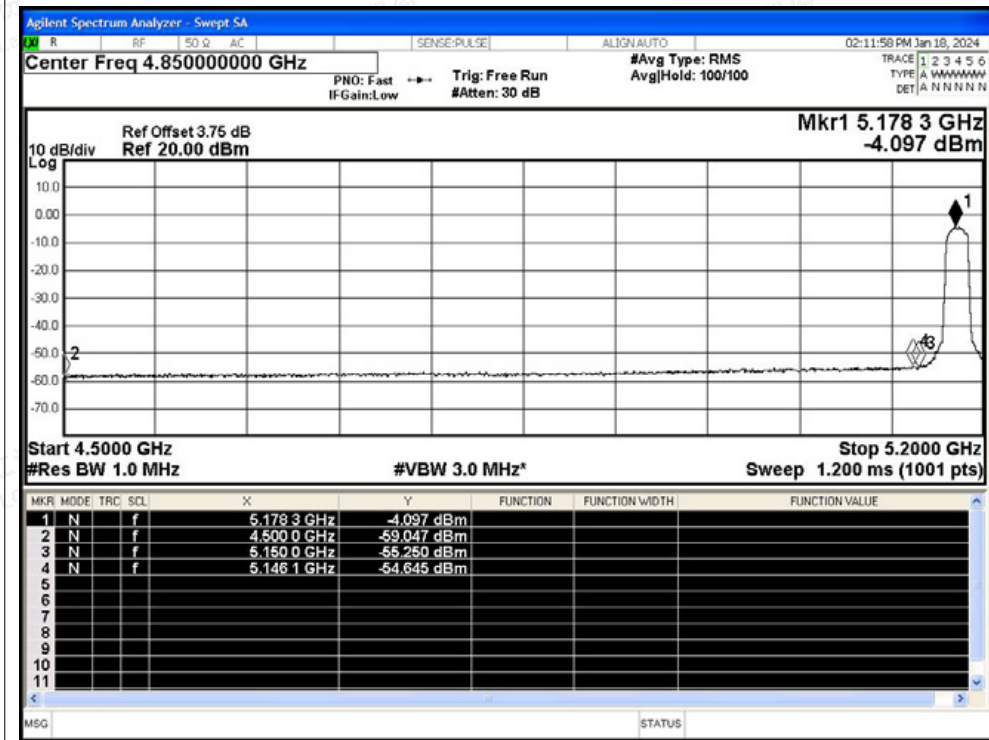 Agilent Spectrum Analyzer - Swept SA
LXI R RF 50 Ω AC SENSE:PULSE ALIGN AUTO 02:11:58 PM Jan 18, 2024
Center Freq 4.850000000 GHz #Avg Type: RMS TRACE 1 2 3 4 5 6
PNO: Fast Trig: Free Run Avg|Hold: 100/100 TYPE A WWWWW
IFGain:Low #Atten: 30 dB DET A N N N N N
Mkr1 5.178 3 GHz
-4.097 dBm
Ref Offset 3.75 dB
10 dB/div Ref 20.00 dBm
Log
10.0
0.00
-10.0
-20.0
-30.0
-40.0
-50.0
-60.0
-70.0
1
2
4
3
Start 4.5000 GHz Stop 5.2000 GHz
#Res BW 1.0 MHz #VBW 3.0 MHz* Sweep 1.200 ms (1001 pts)
MKR MODE TRC SCL X Y FUNCTION FUNCTION WIDTH FUNCTION VALUE
1 N f 5.178 3 GHz -4.097 dBm
2 N f 4.500 0 GHz -59.047 dBm
3 N f 5.150 0 GHz -55.250 dBm
4 N f 5.146 1 GHz -54.645 dBm
5
6
7
8
9
10
11
MSG STATUS